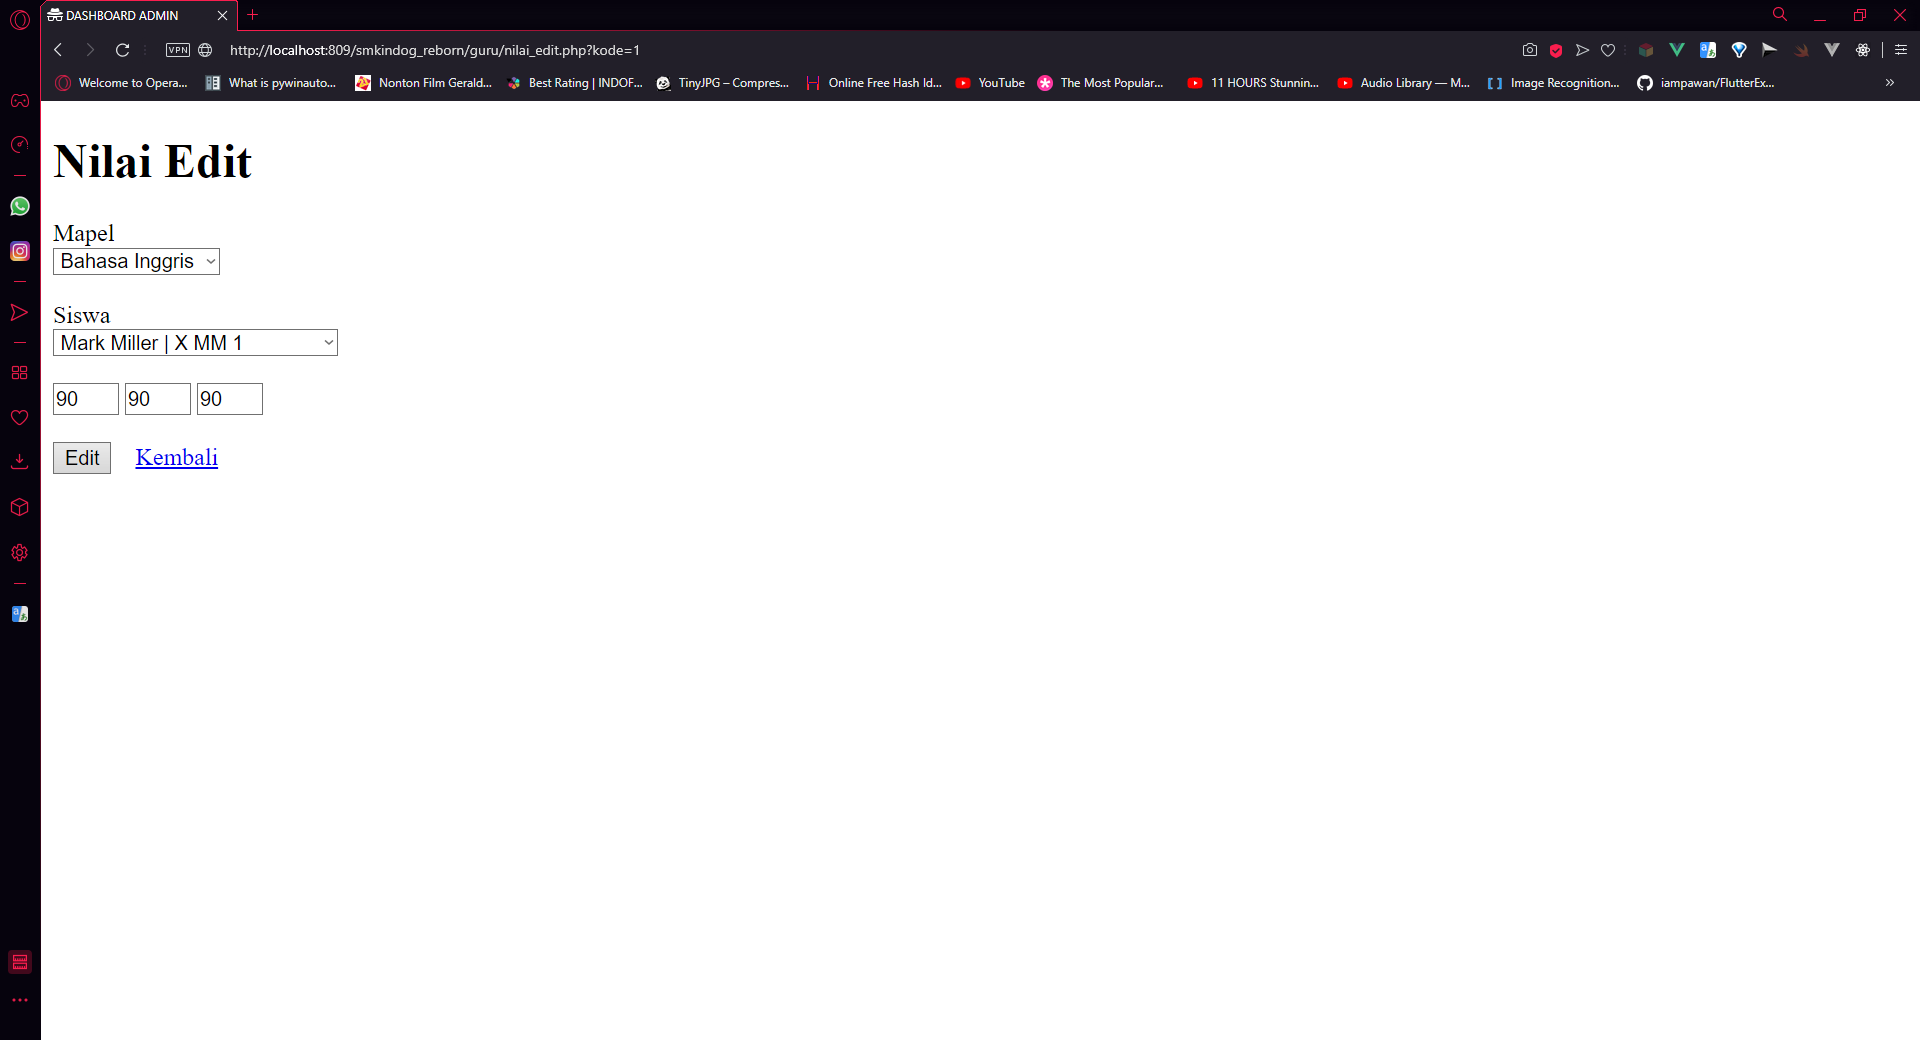 DASHBOARD ADMIN
VPN
http://localhost:809/smkindog_reborn/guru/nilai_edit.php?kode=1
Welcome to Opera... What is pywinauto... Nonton Film Gerald... Best Rating | INDOF... TinyJPG – Compres... Online Free Hash Id... YouTube The Most Popular... 11 HOURS Stunnin... Audio Library — M... Image Recognition... iampawan/FlutterEx... »
Nilai Edit
Mapel
Bahasa Inggris
Siswa
Mark Miller | X MM 1
90 90 90
Edit Kembali